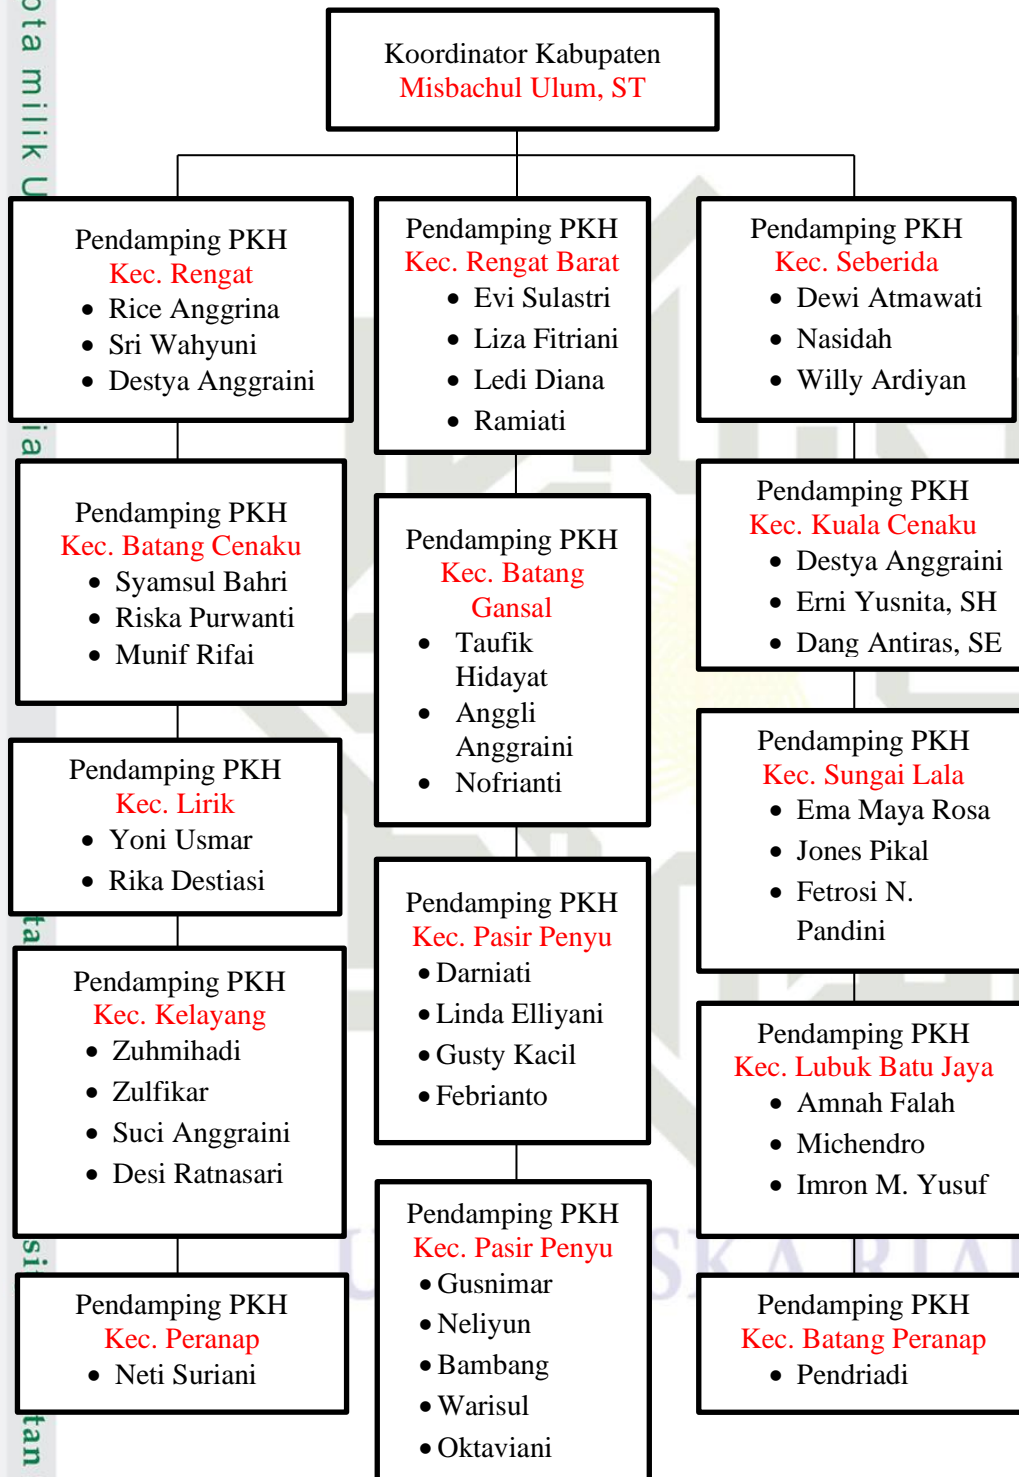 Koordinator Kabupaten
Misbachul Ulum, ST
Pendamping PKH
Kec. Rengat
• Rice Anggrina
• Sri Wahyuni
• Destya Anggraini
Pendamping PKH
Kec. Rengat Barat
• Evi Sulastri
• Liza Fitriani
• Ledi Diana
• Ramiati
Pendamping PKH
Kec. Seberida
• Dewi Atmawati
• Nasidah
• Willy Ardiyan
Pendamping PKH
Kec. Batang Cenaku
• Syamsul Bahri
• Riska Purwanti
• Munif Rifai
Pendamping PKH
Kec. Batang
Gansal
• Taufik
Hidayat
• Anggli
Anggraini
• Nofrianti
Pendamping PKH
Kec. Kuala Cenaku
• Destya Anggraini
• Erni Yusnita, SH
• Dang Antiras, SE
Pendamping PKH
Kec. Lirik
• Yoni Usmar
• Rika Destiasi
Pendamping PKH
Kec. Sungai Lala
• Ema Maya Rosa
• Jones Pikal
• Fetrosi N.
Pandini
Pendamping PKH
Kec. Pasir Penyu
• Darniati
• Linda Elliyani
• Gusty Kacil
• Febrianto
Pendamping PKH
Kec. Kelayang
• Zuhmihadi
• Zulfikar
• Suci Anggraini
• Desi Ratnasari
Pendamping PKH
Kec. Lubuk Batu Jaya
• Amnah Falah
• Michendro
• Imron M. Yusuf
Pendamping PKH
Kec. Pasir Penyu
• Gusnimar
• Neliyun
• Bambang
• Warisul
• Oktaviani
Pendamping PKH
Kec. Peranap
• Neti Suriani
Pendamping PKH
Kec. Batang Peranap
• Pendriadi
milik
SKA RIA